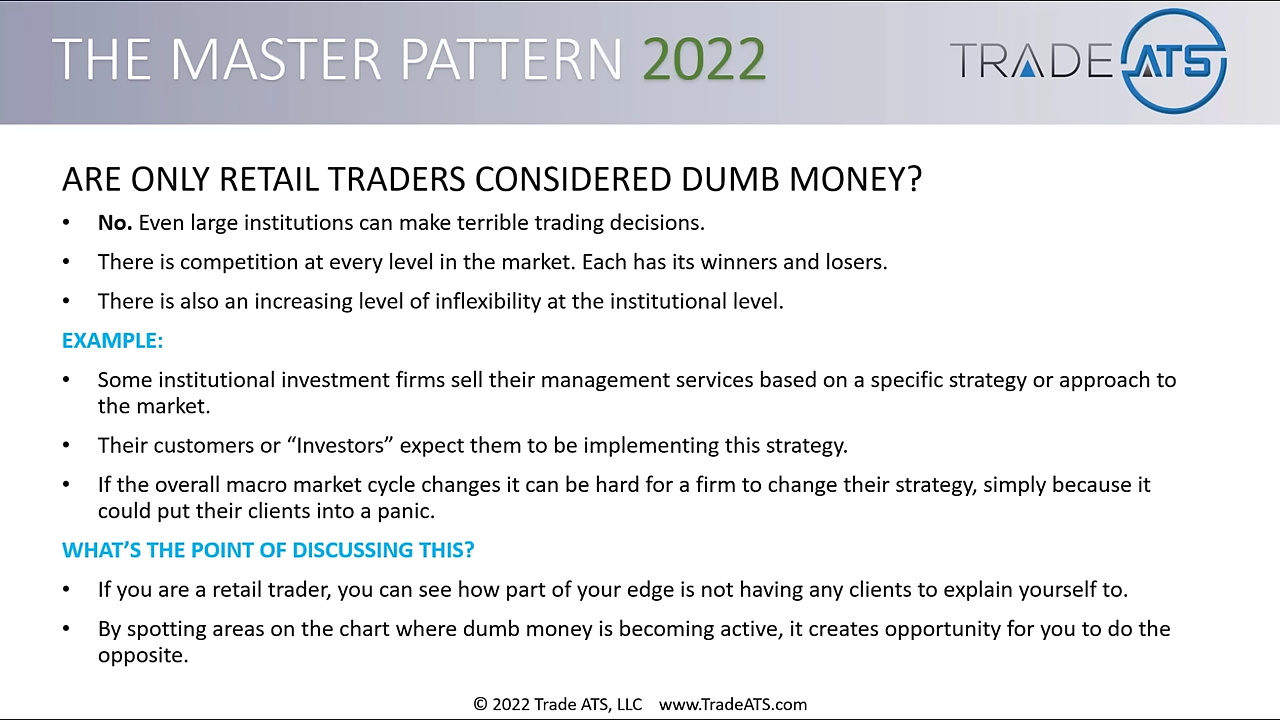 THE MASTER PATTERN 2022
TRADE ATS
ARE ONLY RETAIL TRADERS CONSIDERED DUMB MONEY?
• No. Even large institutions can make terrible trading decisions.
• There is competition at every level in the market. Each has its winners and losers.
• There is also an increasing level of inflexibility at the institutional level.
EXAMPLE:
• Some institutional investment firms sell their management services based on a specific strategy or approach to
the market.
• Their customers or “Investors” expect them to be implementing this strategy.
• If the overall macro market cycle changes it can be hard for a firm to change their strategy, simply because it
could put their clients into a panic.
WHAT’S THE POINT OF DISCUSSING THIS?
• If you are a retail trader, you can see how part of your edge is not having any clients to explain yourself to.
• By spotting areas on the chart where dumb money is becoming active, it creates opportunity for you to do the
opposite.
© 2022 Trade ATS, LLC www.TradeATS.com